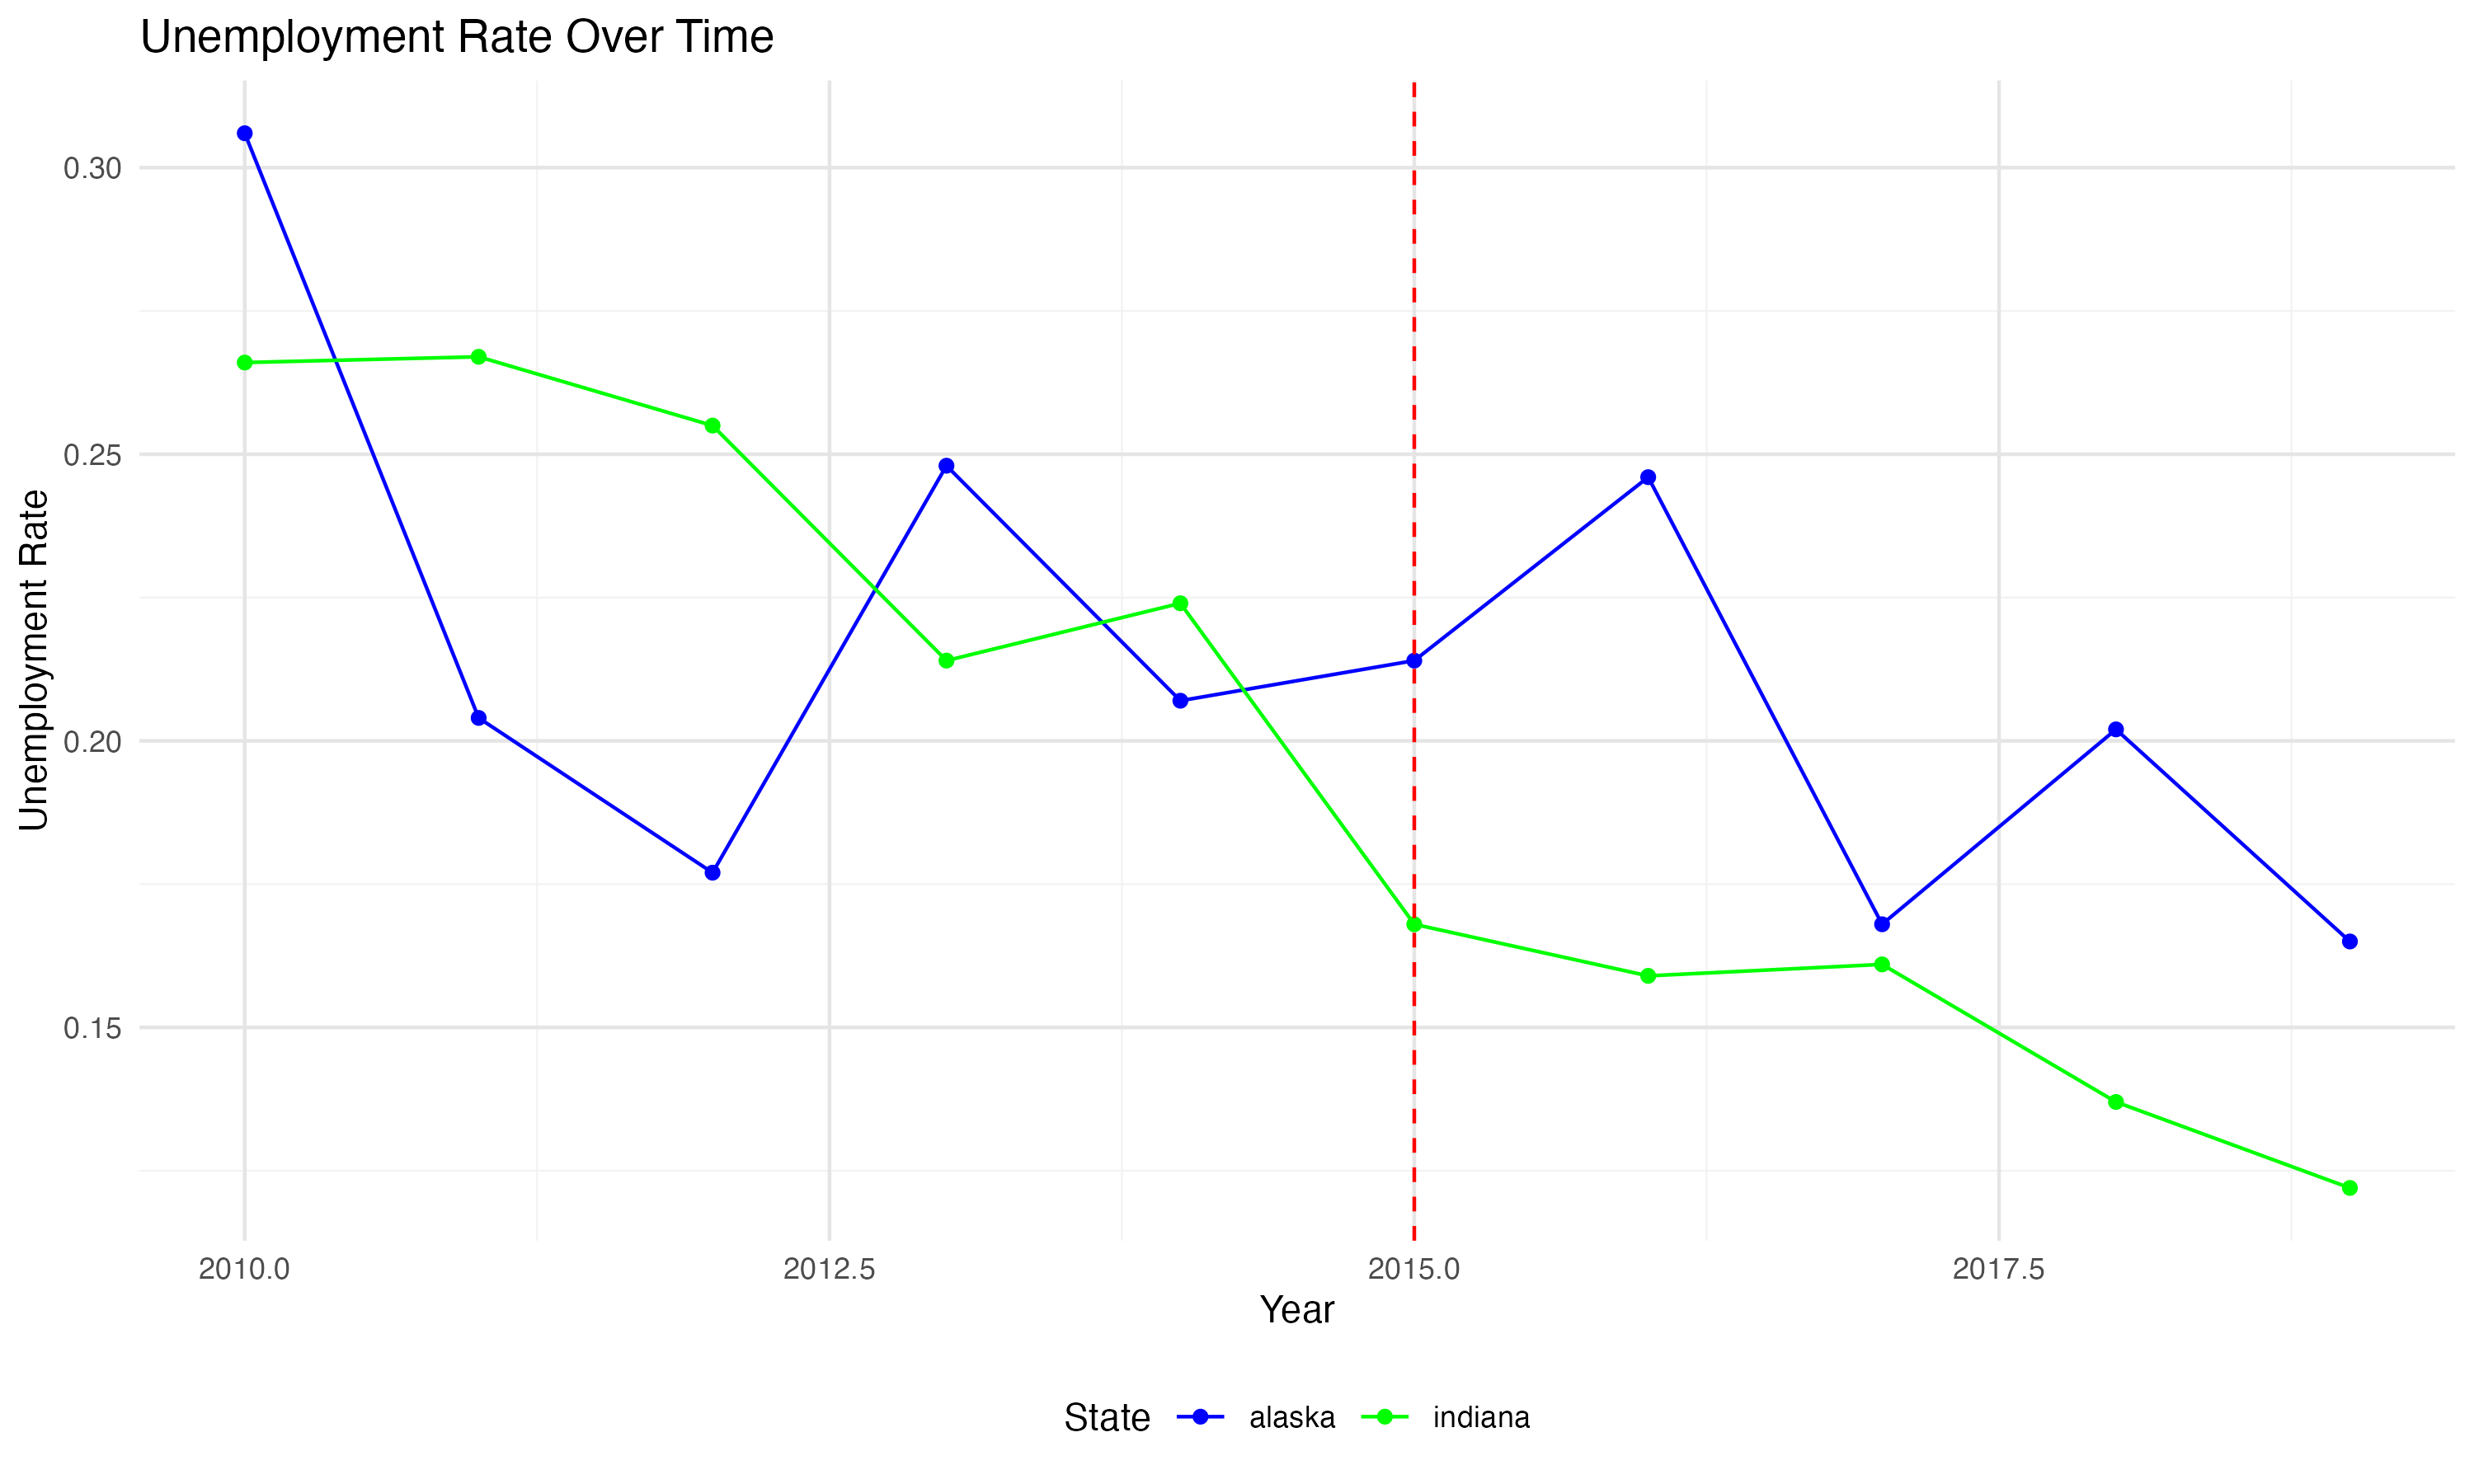 Unemployment Rate Over Time
Unemployment Rate
0.30
0.25
0.20
0.15
2010.0 2012.5 2015.0 2017.5
Year
State alaska indiana